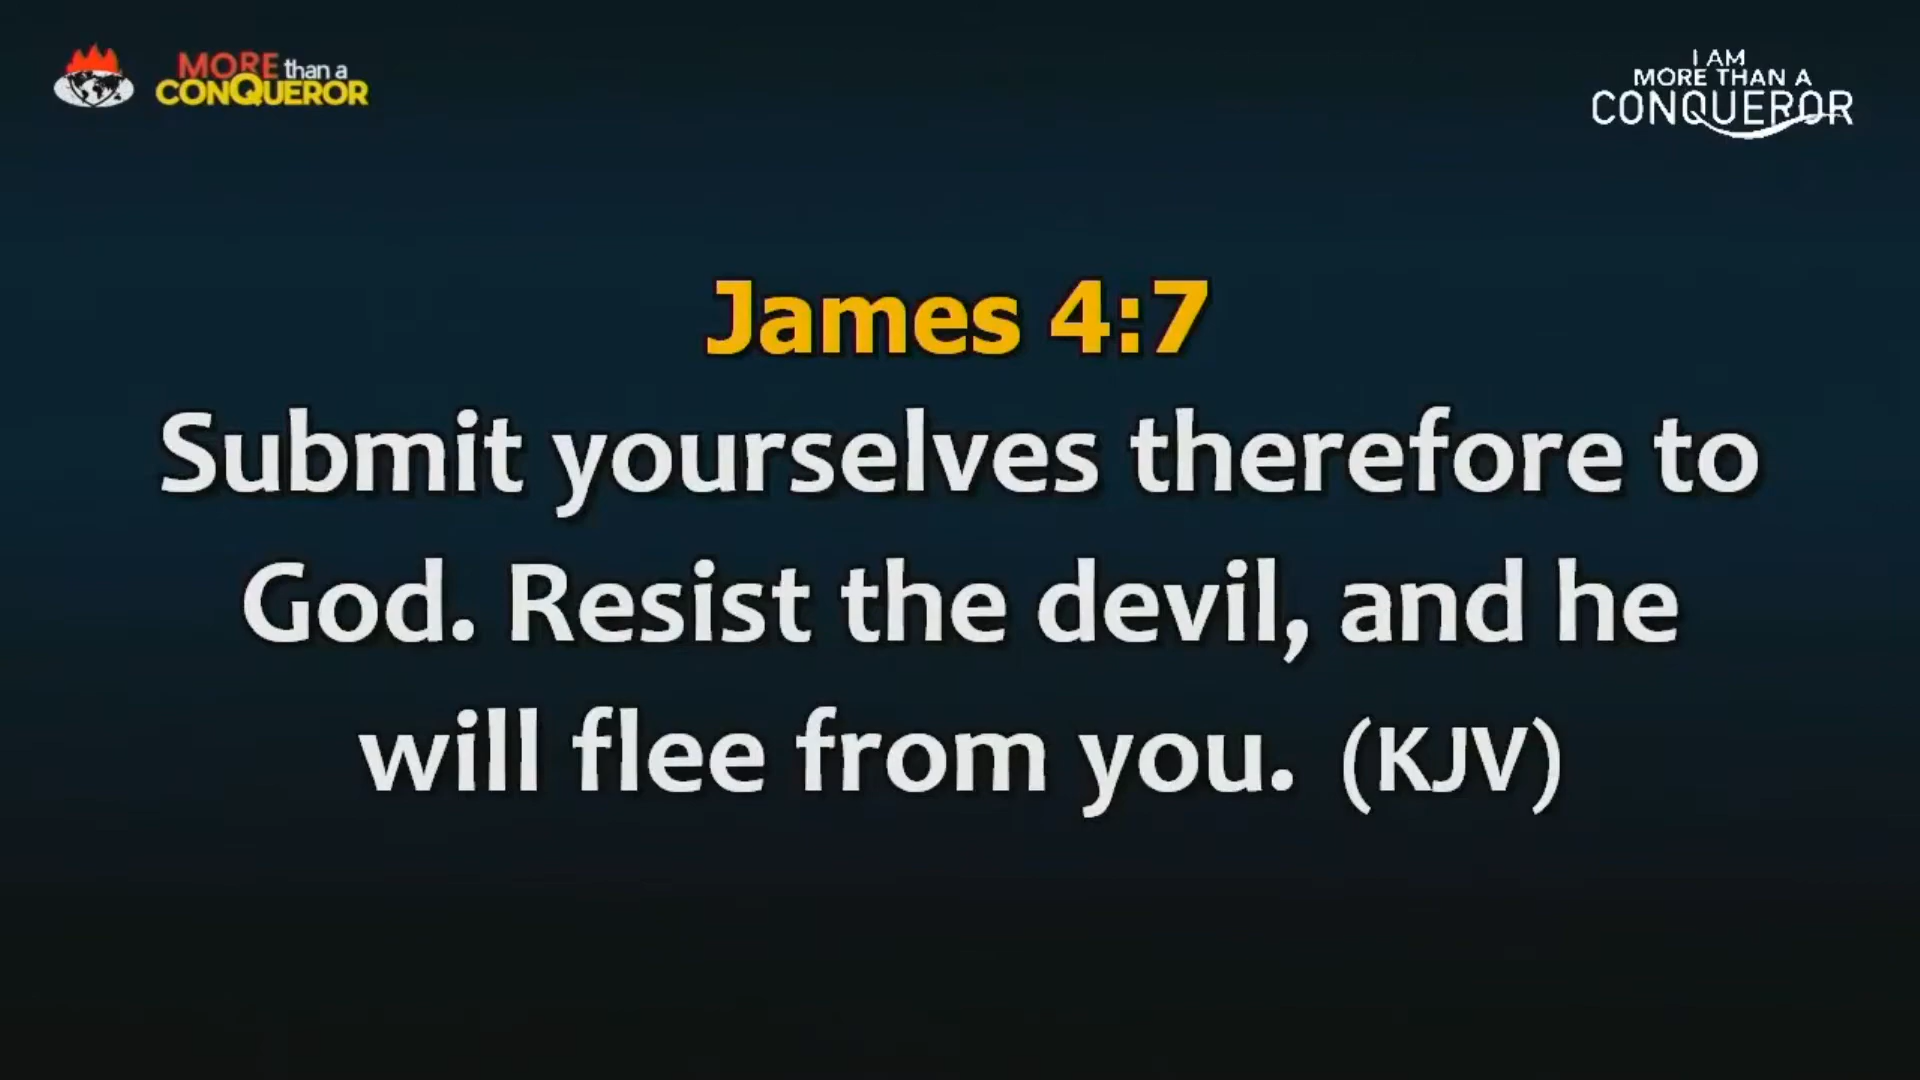 MORE than a
CONQUEROR
I AM
MORE THAN A
CONQUEROR
James 4:7
Submit yourselves therefore to
God. Resist the devil, and he
will flee from you. (KJV)